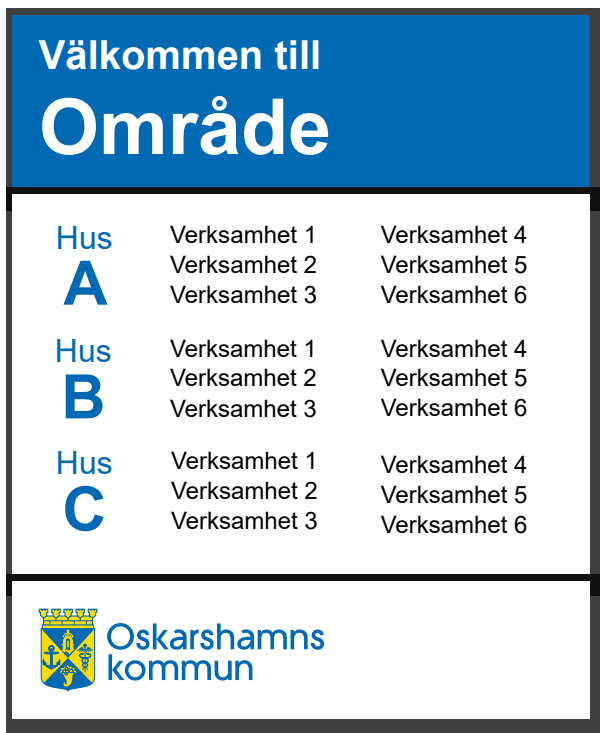 Välkommen till
Område
Hus
A
Verksamhet 1
Verksamhet 2
Verksamhet 3
Verksamhet 4
Verksamhet 5
Verksamhet 6
Hus
B
Verksamhet 1
Verksamhet 2
Verksamhet 3
Verksamhet 4
Verksamhet 5
Verksamhet 6
Hus
C
Verksamhet 1
Verksamhet 2
Verksamhet 3
Verksamhet 4
Verksamhet 5
Verksamhet 6
Oskarshamns
kommun